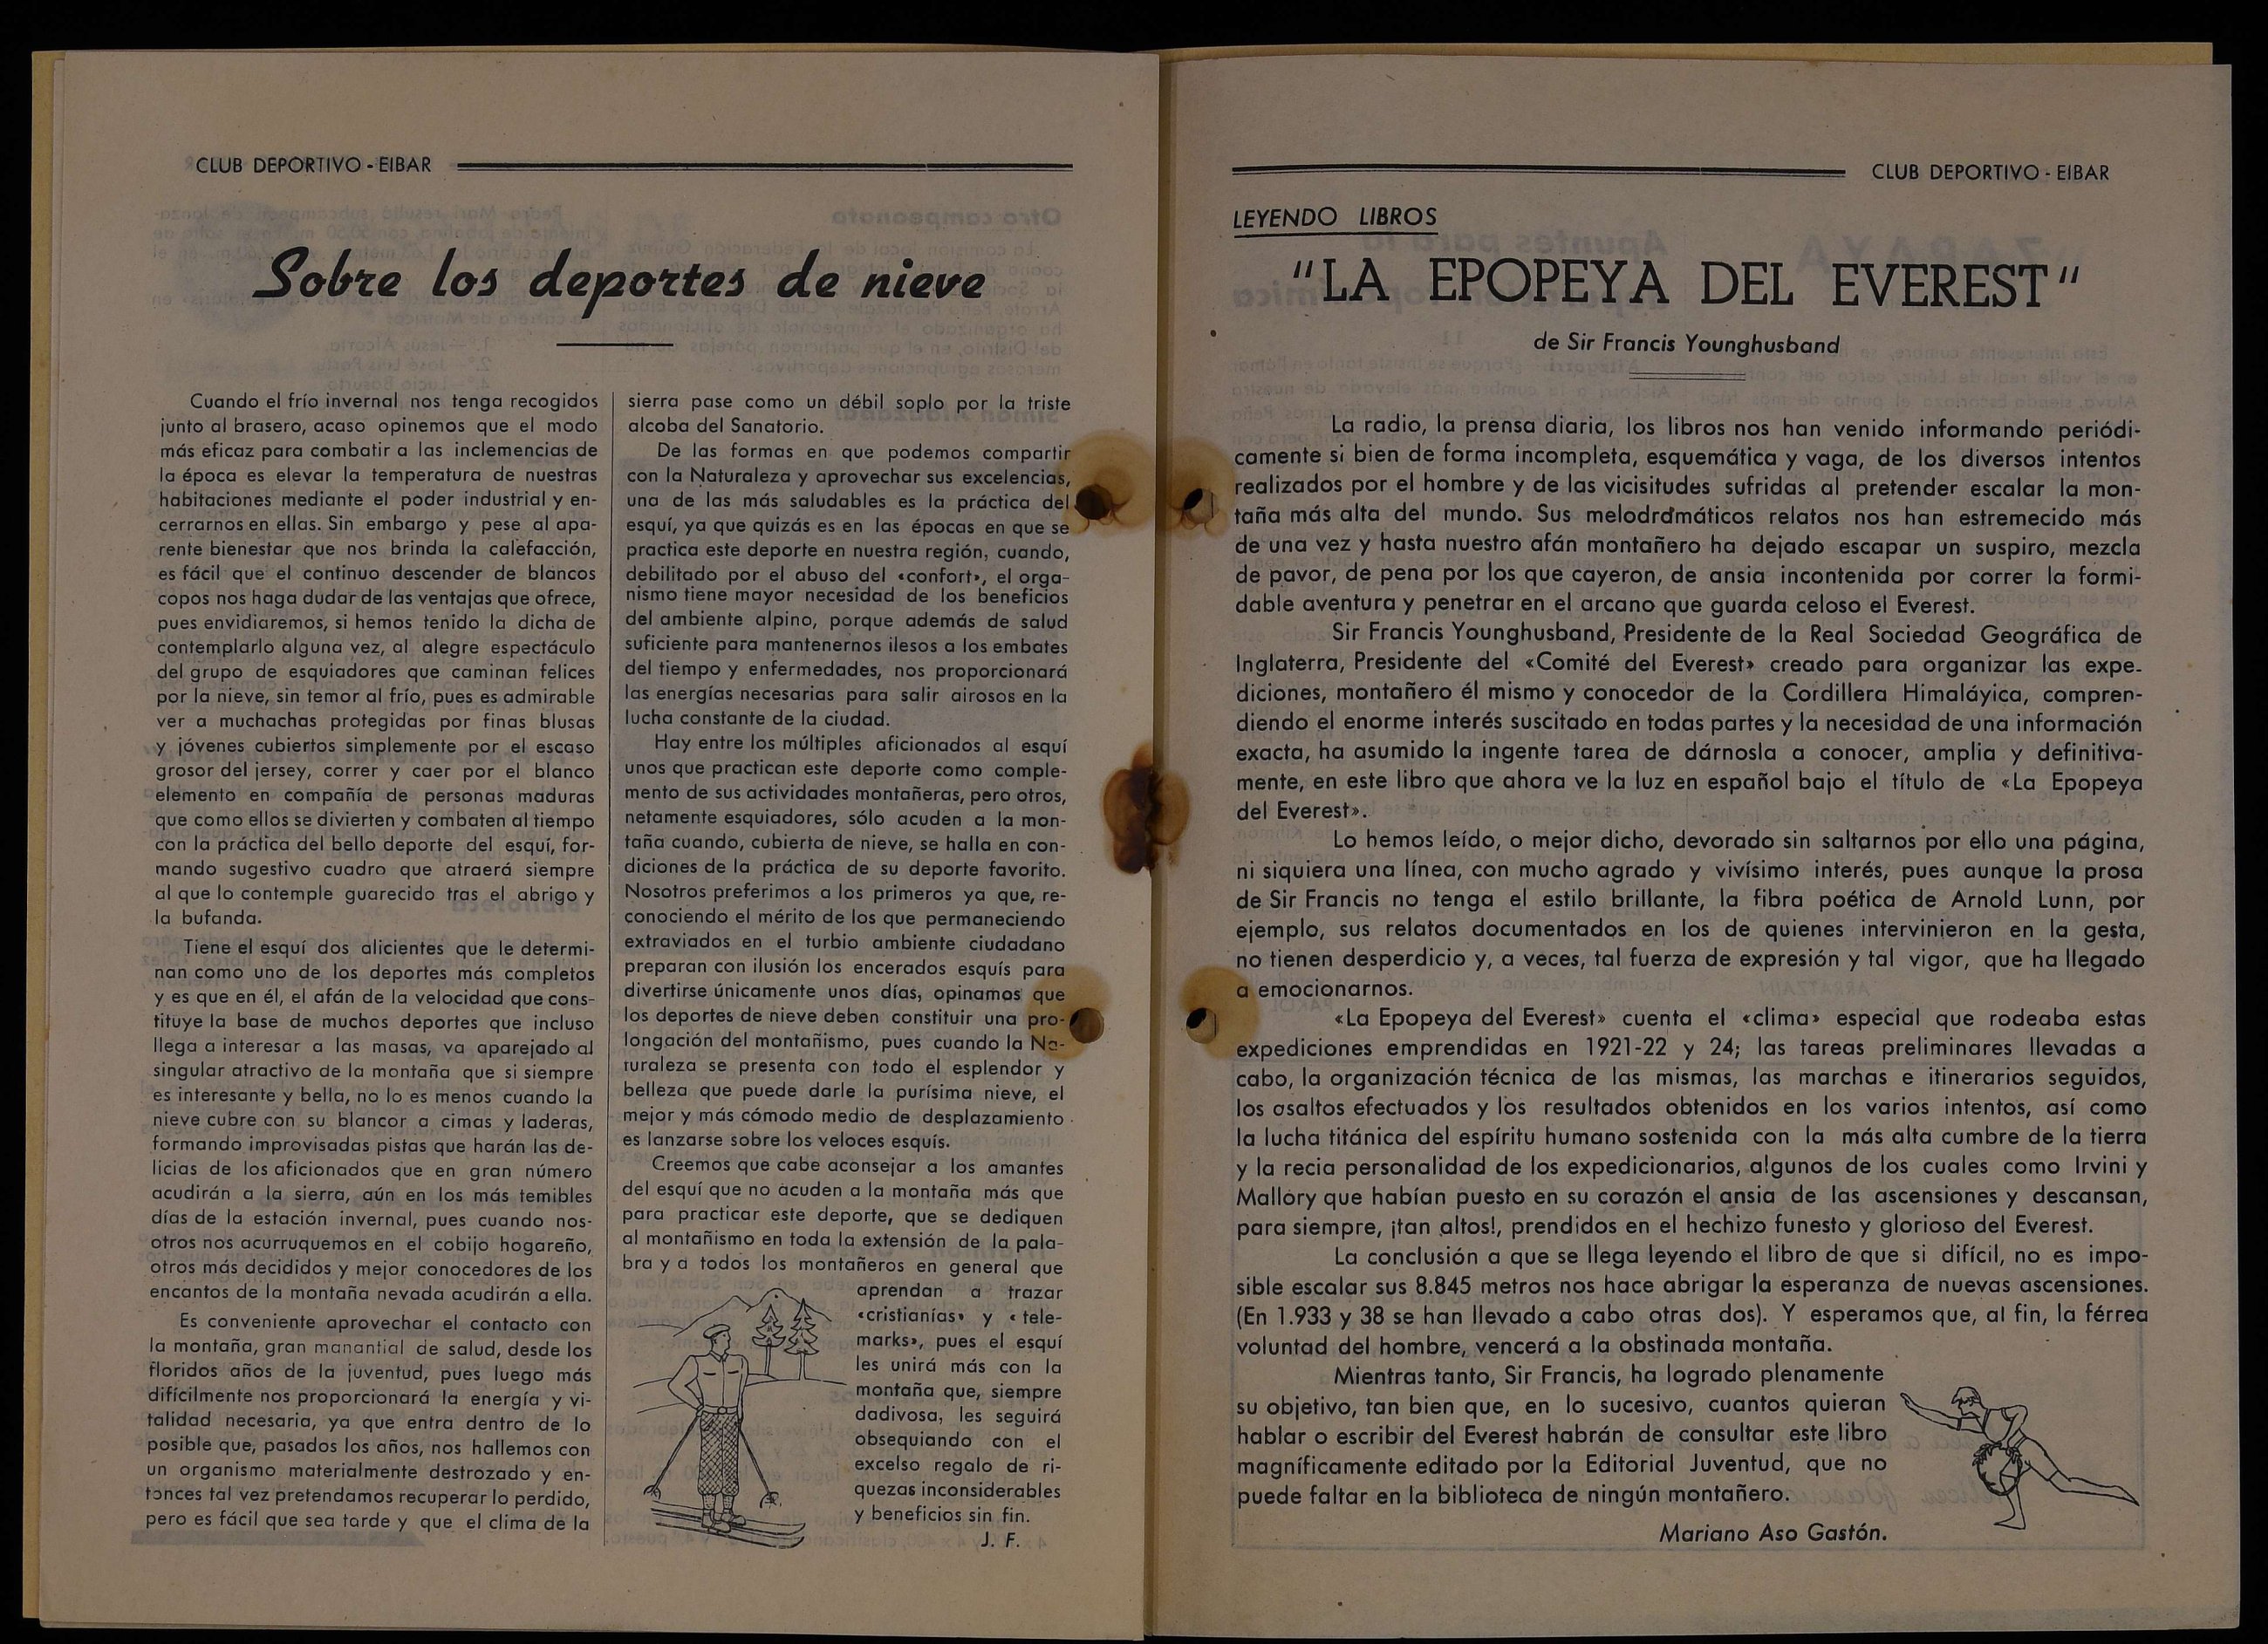 CLUB DEPORTIVO - EIBAR
Sobre los deportes de nieve
Cuando el frío invernal nos tenga recogidos
junto al brasero, acaso opinemos que el modo
más eficaz para combatir a las inclemencias de
la época es elevar la temperatura de nuestras
habitaciones mediante el poder industrial y en-
cerrarnos en ellas. Sin embargo y pese al apa-
rente bienestar que nos brinda la calefacción,
es fácil que el continuo descender de blancos
copos nos haga dudar de las ventajas que ofrece,
pues envidiaremos, si hemos tenido la dicha de
contemplarlo alguna vez, al alegre espectáculo
del grupo de esquiadores que caminan felices
por la nieve, sin temor al frío, pues es admirable
ver a muchachas protegidas por finas blusas
y jóvenes cubiertos simplemente por el escaso
grosor del jersey, correr y caer por el blanco
elemento en compañía de personas maduras
que como ellos se divierten y combaten al tiempo
con la práctica del bello deporte del esquí, for-
mando sugestivo cuadro que atraerá siempre
al que lo contemple guarecido tras el abrigo y
la bufanda.
Tiene el esquí dos alicientes que le determi-
nan como uno de los deportes más completos
y es que en él, el afán de la velocidad que cons-
tituye la base de muchos deportes que incluso
llega a interesar a las masas, va aparejado al
singular atractivo de la montaña que si siempre
es interesante y bella, no lo es menos cuando la
nieve cubre con su blancor a cimas y laderas,
formando improvisadas pistas que harán las de-
licias de los aficionados que en gran número
acudirán a la sierra, aún en los más temibles
días de la estación invernal, pues cuando nos-
otros nos acurruquemos en el cobijo hogareño,
otros más decididos y mejor conocedores de los
encantos de la montaña nevada acudirán a ella.
Es conveniente aprovechar el contacto con
la montaña, gran manantial de salud, desde los
floridos años de la juventud, pues luego más
difícilmente nos proporcionará la energía y vi-
talidad necesaria, ya que entra dentro de lo
posible que, pasados los años, nos hallemos con
un organismo materialmente destrozado y en-
tonces tal vez pretendamos recuperar lo perdido,
pero es fácil que sea tarde y que el clima de la
sierra pase como un débil soplo por la triste
alcoba del Sanatorio.
De las formas en que podemos compartir
con la Naturaleza y aprovechar sus excelencias,
una de las más saludables es la práctica del
esquí, ya que quizás es en las épocas en que se
practica este deporte en nuestra región, cuando,
debilitado por el abuso del «confort», el orga-
nismo tiene mayor necesidad de los beneficios
del ambiente alpino, porque además de salud
suficiente para mantenernos ilesos a los embates
del tiempo y enfermedades, nos proporcionará
las energías necesarias para salir airosos en la
lucha constante de la ciudad.
Hay entre los múltiples aficionados al esquí
unos que practican este deporte como comple-
mento de sus actividades montañeras, pero otros,
netamente esquiadores, sólo acuden a la mon-
taña cuando, cubierta de nieve, se halla en con-
diciones de la práctica de su deporte favorito.
Nosotros preferimos a los primeros ya que, re-
conociendo el mérito de los que permaneciendo
extraviados en el turbio ambiente ciudadano
preparan con ilusión los encerados esquís para
divertirse únicamente unos días, opinamos que
los deportes de nieve deben constituir una pro-
longación del montañismo, pues cuando la Na-
turaleza se presenta con todo el esplendor y
belleza que puede darle la purísima nieve, el
mejor y más cómodo medio de desplazamiento
es lanzarse sobre los veloces esquís.
Creemos que cabe aconsejar a los amantes
del esquí que no acuden a la montaña más que
para practicar este deporte, que se dediquen
al montañismo en toda la extensión de la pala-
bra y a todos los montañeros en general que
aprendan a trazar
«cristianías» y «tele-
marks», pues el esquí
les unirá más con la
montaña que, siempre
dadivosa, les seguirá
obsequiando con el
excelso regalo de ri-
quezas inconsiderables
y beneficios sin fin.
J. F.
CLUB DEPORTIVO - EIBAR
LEYENDO LIBROS
"LA EPOPEYA DEL EVEREST"
de Sir Francis Younghusband
La radio, la prensa diaria, los libros nos han venido informando periódi-
camente si bien de forma incompleta, esquemática y vaga, de los diversos intentos
realizados por el hombre y de las vicisitudes sufridas al pretender escalar la mon-
taña más alta del mundo. Sus melodrdmáticos relatos nos han estremecido más
de una vez y hasta nuestro afán montañero ha dejado escapar un suspiro, mezcla
de pavor, de pena por los que cayeron, de ansia incontenida por correr la formi-
dable aventura y penetrar en el arcano que guarda celoso el Everest.
Sir Francis Younghusband, Presidente de la Real Sociedad Geográfica de
Inglaterra, Presidente del «Comité del Everest» creado para organizar las expe-
diciones, montañero él mismo y conocedor de la Cordillera Himaláyica, compren-
diendo el enorme interés suscitado en todas partes y la necesidad de una información
exacta, ha asumido la ingente tarea de dárnosla a conocer, amplia y definitiva-
mente, en este libro que ahora ve la luz en español bajo el título de «La Epopeya
del Everest».
Lo hemos leído, o mejor dicho, devorado sin saltarnos por ello una página,
ni siquiera una línea, con mucho agrado y vivísimo interés, pues aunque la prosa
de Sir Francis no tenga el estilo brillante, la fibra poética de Arnold Lunn, por
ejemplo, sus relatos documentados en los de quienes intervinieron en la gesta,
no tienen desperdicio y, a veces, tal fuerza de expresión y tal vigor, que ha llegado
a emocionarnos.
«La Epopeya del Everest» cuenta el «clima» especial que rodeaba estas
expediciones emprendidas en 1921-22 y 24; las tareas preliminares llevadas a
cabo, la organización técnica de las mismas, las marchas e itinerarios seguidos,
los asaltos efectuados y los resultados obtenidos en los varios intentos, así como
la lucha titánica del espíritu humano sostenida con la más alta cumbre de la tierra
y la recia personalidad de los expedicionarios, algunos de los cuales como Irvini y
Mallory que habían puesto en su corazón el ansia de las ascensiones y descansan,
para siempre, ¡tan altos!, prendidos en el hechizo funesto y glorioso del Everest.
La conclusión a que se llega leyendo el libro de que si difícil, no es impo-
sible escalar sus 8.845 metros nos hace abrigar la esperanza de nuevas ascensiones.
(En 1.933 y 38 se han llevado a cabo otras dos). Y esperamos que, al fin, la férrea
voluntad del hombre, vencerá a la obstinada montaña.
Mientras tanto, Sir Francis, ha logrado plenamente
su objetivo, tan bien que, en lo sucesivo, cuantos quieran
hablar o escribir del Everest habrán de consultar este libro
magníficamente editado por la Editorial Juventud, que no
puede faltar en la biblioteca de ningún montañero.
Mariano Aso Gastón.